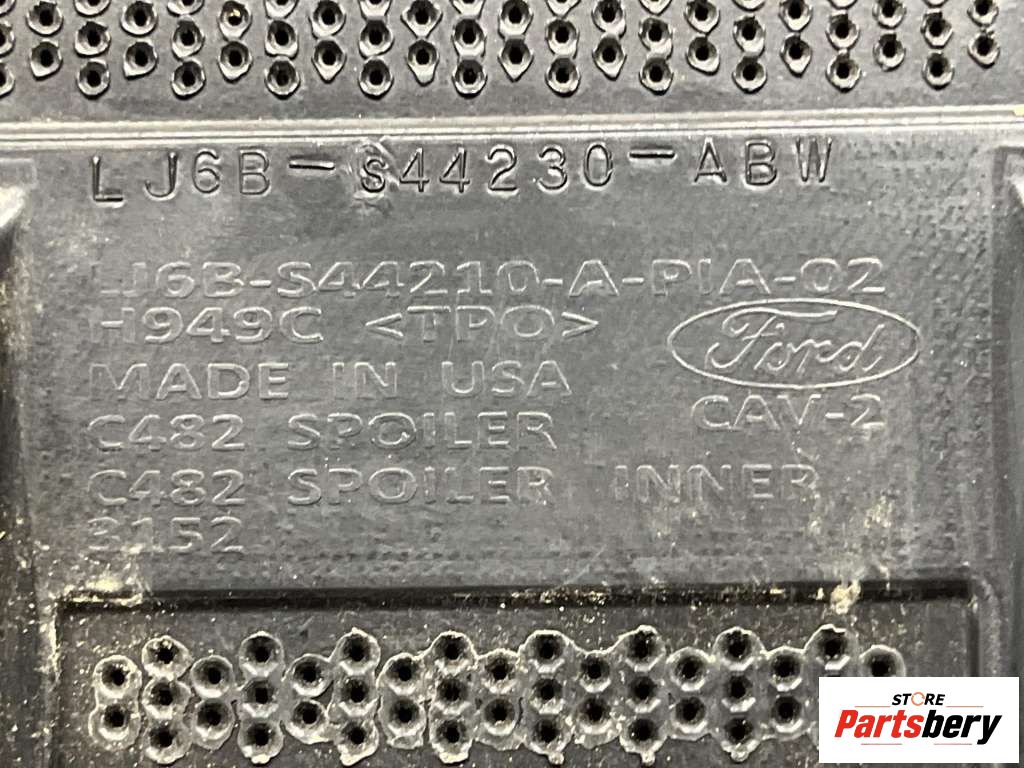 LJ6B-S44230-ABW
LJ6B-S44210-A-PIA-02
H949C <TPO>
Ford
MADE IN USA
CAV-2
C482 SPOILER
C482 SPOILER INNER
3152
STORE
Partsbery